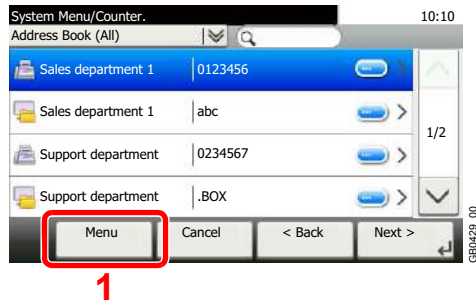 System Menu/Counter. 10:10
Address Book (All)
Sales department 1 0123456
Sales department 1 abc
1/2
Support department 0234567
Support department .BOX
Menu Cancel < Back Next >
GB0429_00
1